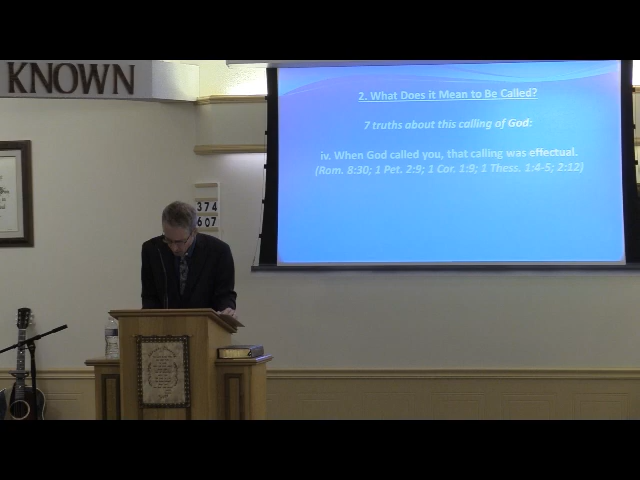 KNOWN
2. What Does it Mean to Be Called?
7 truths about this calling of God:
iv. When God called you, that calling was effectual.
(Rom. 8:30; 1 Pet. 2:9; 1 Cor. 1:9; 1 Thess. 1:4-5; 2:12)
374
607